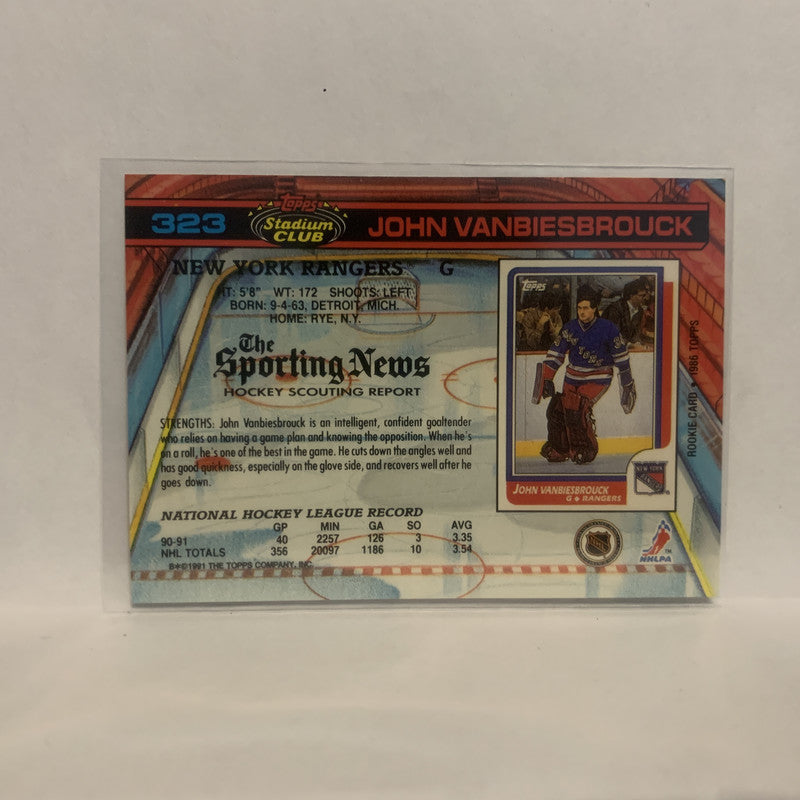 323
Topps
Stadium
CLUB
JOHN VANBIESBROUCK
NEW YORK RANGERS® G
HT: 5'8" WT: 172 SHOOTS: LEFT
BORN: 9-4-63, DETROIT, MICH.
HOME: RYE, N.Y.
The
Sporting News
HOCKEY SCOUTING REPORT
STRENGTHS: John Vanbiesbrouck is an intelligent, confident goaltender
who relies on having a game plan and knowing the opposition. When he's
on a roll, he's one of the best in the game. He cuts down the angles well and
has good quickness, especially on the glove side, and recovers well after he
goes down.
NATIONAL HOCKEY LEAGUE RECORD
GP MIN GA SO AVG
90-91 40 2257 126 3 3.35
NHL TOTALS 356 20097 1186 10 3.54
B*©1991 THE TOPPS COMPANY, INC.
Topps
JOHN VANBIESBROUCK
G ◆ RANGERS
NEW YORK
ROOKIE CARD ◆ 1986 TOPPS
NHL
NHLPA
TM